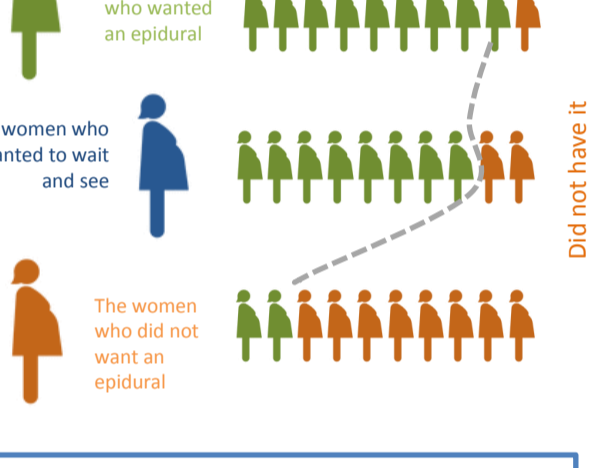 who wanted
an epidural
women who
to wait
and see
Did not have it
The women
who did not
want an
epidural